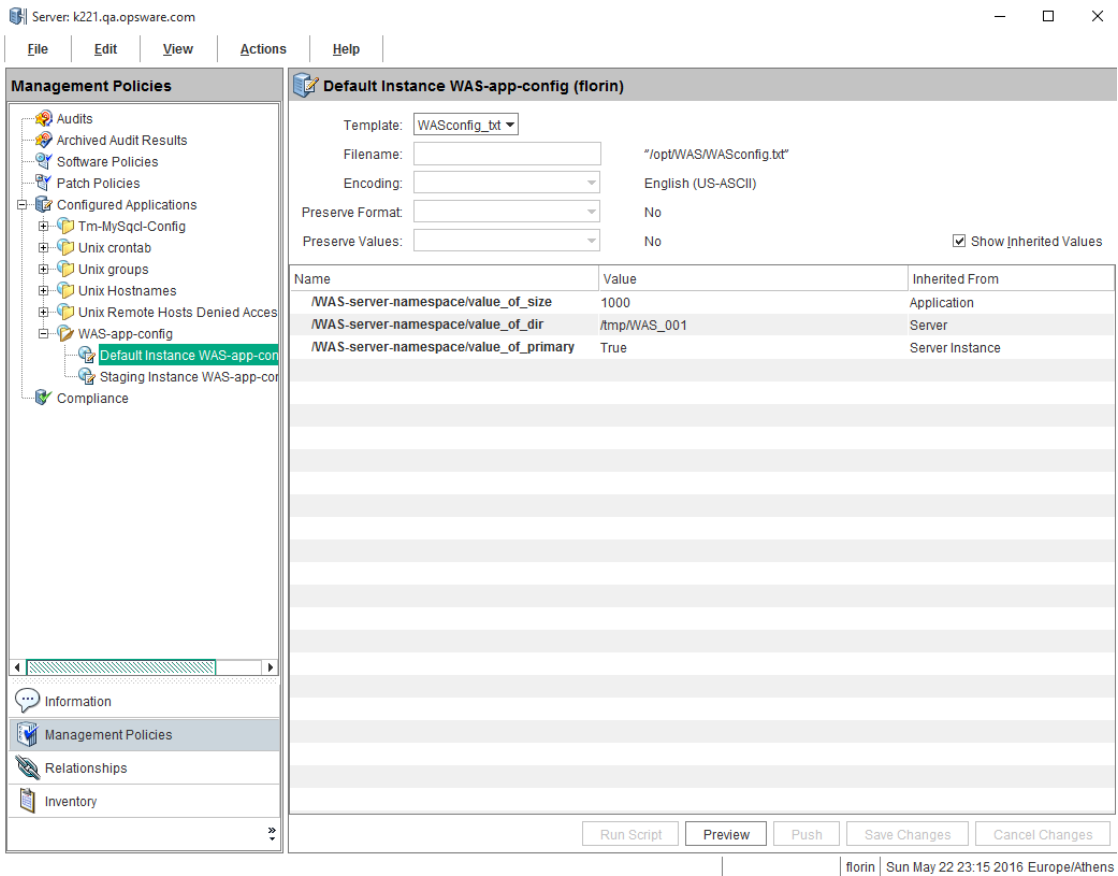 Server: k221.qa.opsware.com
File Edit View Actions Help
Management Policies
Audits
Archived Audit Results
Software Policies
Patch Policies
Configured Applications
Tm-MySqcl-Config
Unix crontab
Unix groups
Unix Hostnames
Unix Remote Hosts Denied Acces
WAS-app-config
Default Instance WAS-app-con
Staging Instance WAS-app-cor
Compliance
Information
Management Policies
Relationships
Inventory
»
Default Instance WAS-app-config (florin)
Template: WASconfig_txt
Filename: "/opt/WAS/WASconfig.txt"
Encoding: English (US-ASCII)
Preserve Format: No
Preserve Values: No Show Inherited Values
Name Value Inherited From
/WAS-server-namespace/value_of_size 1000 Application
/WAS-server-namespace/value_of_dir /tmp/WAS_001 Server
/WAS-server-namespace/value_of_primary True Server Instance
Run Script Preview Push Save Changes Cancel Changes
florin Sun May 22 23:15 2016 Europe/Athens